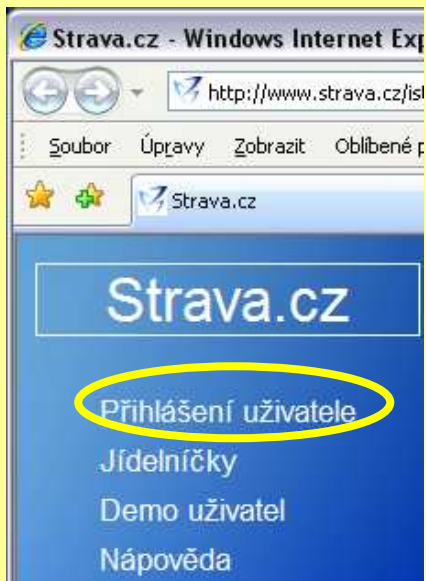 Strava.cz - Windows Internet Exp
http://www.strava.cz/ist
Soubor Úpravy Zobrazit Oblíbené p
Strava.cz
Strava.cz
Přihlášení uživatele
Jídelníčky
Demo uživatel
Nápověda